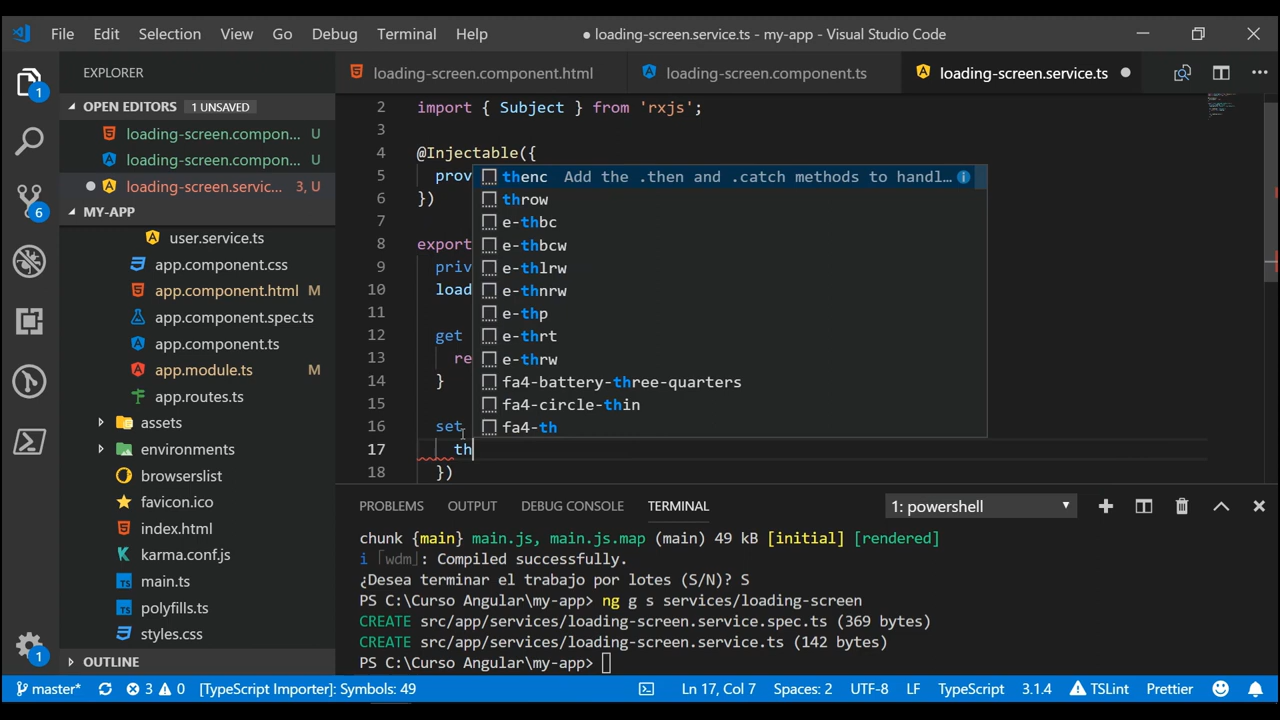 File Edit Selection View Go Debug Terminal Help
● loading-screen.service.ts - my-app - Visual Studio Code
EXPLORER
loading-screen.component.html
loading-screen.component.ts
loading-screen.service.ts ●
1
OPEN EDITORS 1 UNSAVED
loading-screen.compon... U
loading-screen.compon... U
loading-screen.servic... 3, U
6
MY-APP
user.service.ts
app.component.css
app.component.html M
app.component.spec.ts
app.component.ts
app.module.ts M
app.routes.ts
assets
environments
browserslist
favicon.ico
index.html
karma.conf.js
main.ts
polyfills.ts
styles.css
1
OUTLINE
2 import { Subject } from 'rxjs';
3
4 @Injectable({
5 prov
6 })
7
8 export
9 priv
10 load
11
12 get
13 re
14 }
15
16 set
17 th
18 })
thenc Add the .then and .catch methods to handl…
throw
e-thbc
e-thbcw
e-thlrw
e-thnrw
e-thp
e-thrt
e-thrw
fa4-battery-three-quarters
fa4-circle-thin
fa4-th
PROBLEMS OUTPUT DEBUG CONSOLE TERMINAL 1: powershell
chunk {main} main.js, main.js.map (main) 49 kB [initial] [rendered]
i ｢wdm｣: Compiled successfully.
¿Desea terminar el trabajo por lotes (S/N)? S
PS C:\Curso Angular\my-app> ng g s services/loading-screen
CREATE src/app/services/loading-screen.service.spec.ts (369 bytes)
CREATE src/app/services/loading-screen.service.ts (142 bytes)
PS C:\Curso Angular\my-app>
master* 3 0 [TypeScript Importer]: Symbols: 49 Ln 17, Col 7 Spaces: 2 UTF-8 LF TypeScript 3.1.4 TSLint Prettier